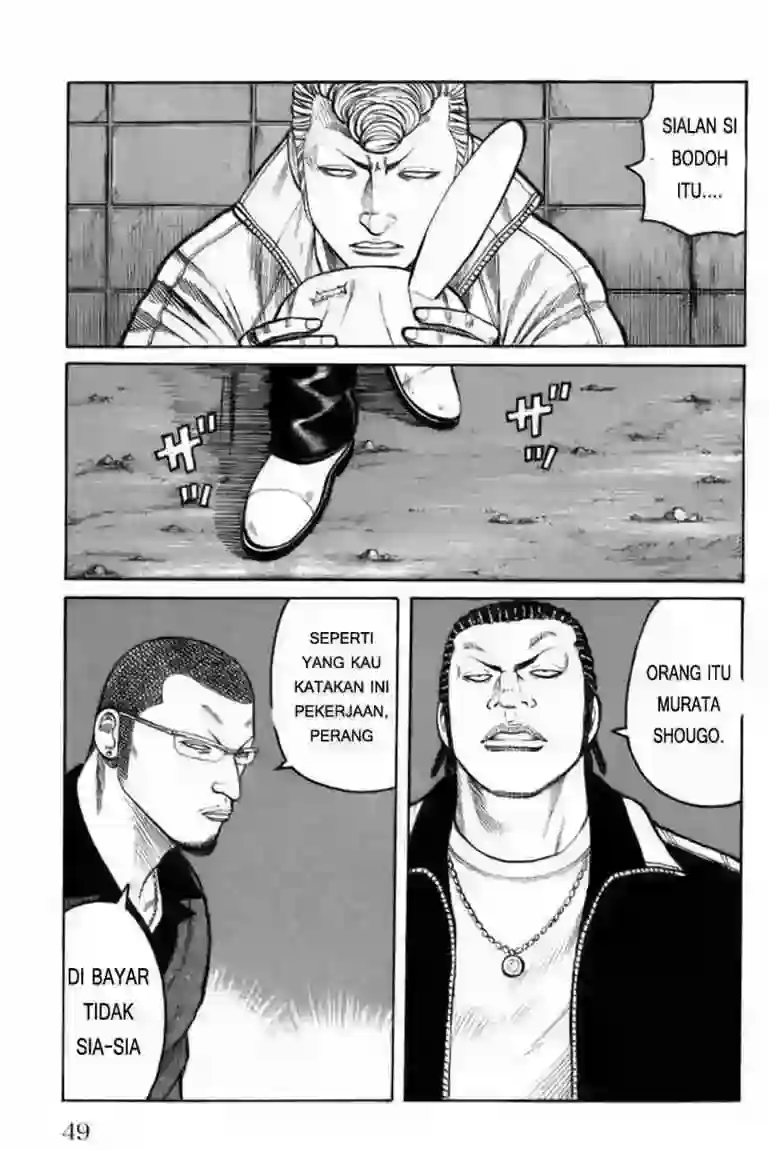 SIALAN SI
BODOH
ITU....
ザッ
ザッ
ORANG ITU
MURATA
SHOUGO.
SEPERTI
YANG KAU
KATAKAN INI
PEKERJAAN,
PERANG
DI BAYAR
TIDAK
SIA-SIA
49